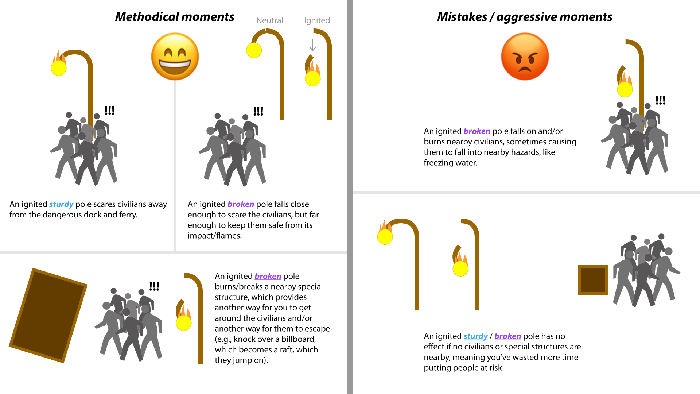 Methodical moments
Neutral
Ignited
!!!
!!!
An ignited sturdy pole scares civilians away
from the dangerous dock and ferry.
An ignited broken pole falls close
enough to scare the civilians, but far
enough to keep them safe from its
impact/flames.
!!!
An ignited broken pole
burns/breaks a nearby special
structure, which provides
another way for you to get
around the civilians and/or
another way for them to escape
(e.g., knock over a billboard,
which becomes a raft, which
they jump on).
Mistakes / aggressive moments
!!!
An ignited broken pole falls on and/or
burns nearby civilians, sometimes causing
them to fall into nearby hazards, like
freezing water.
An ignited sturdy / broken pole has no
effect if no civilians or special structures are
nearby, meaning you've wasted more time
putting people at risk.